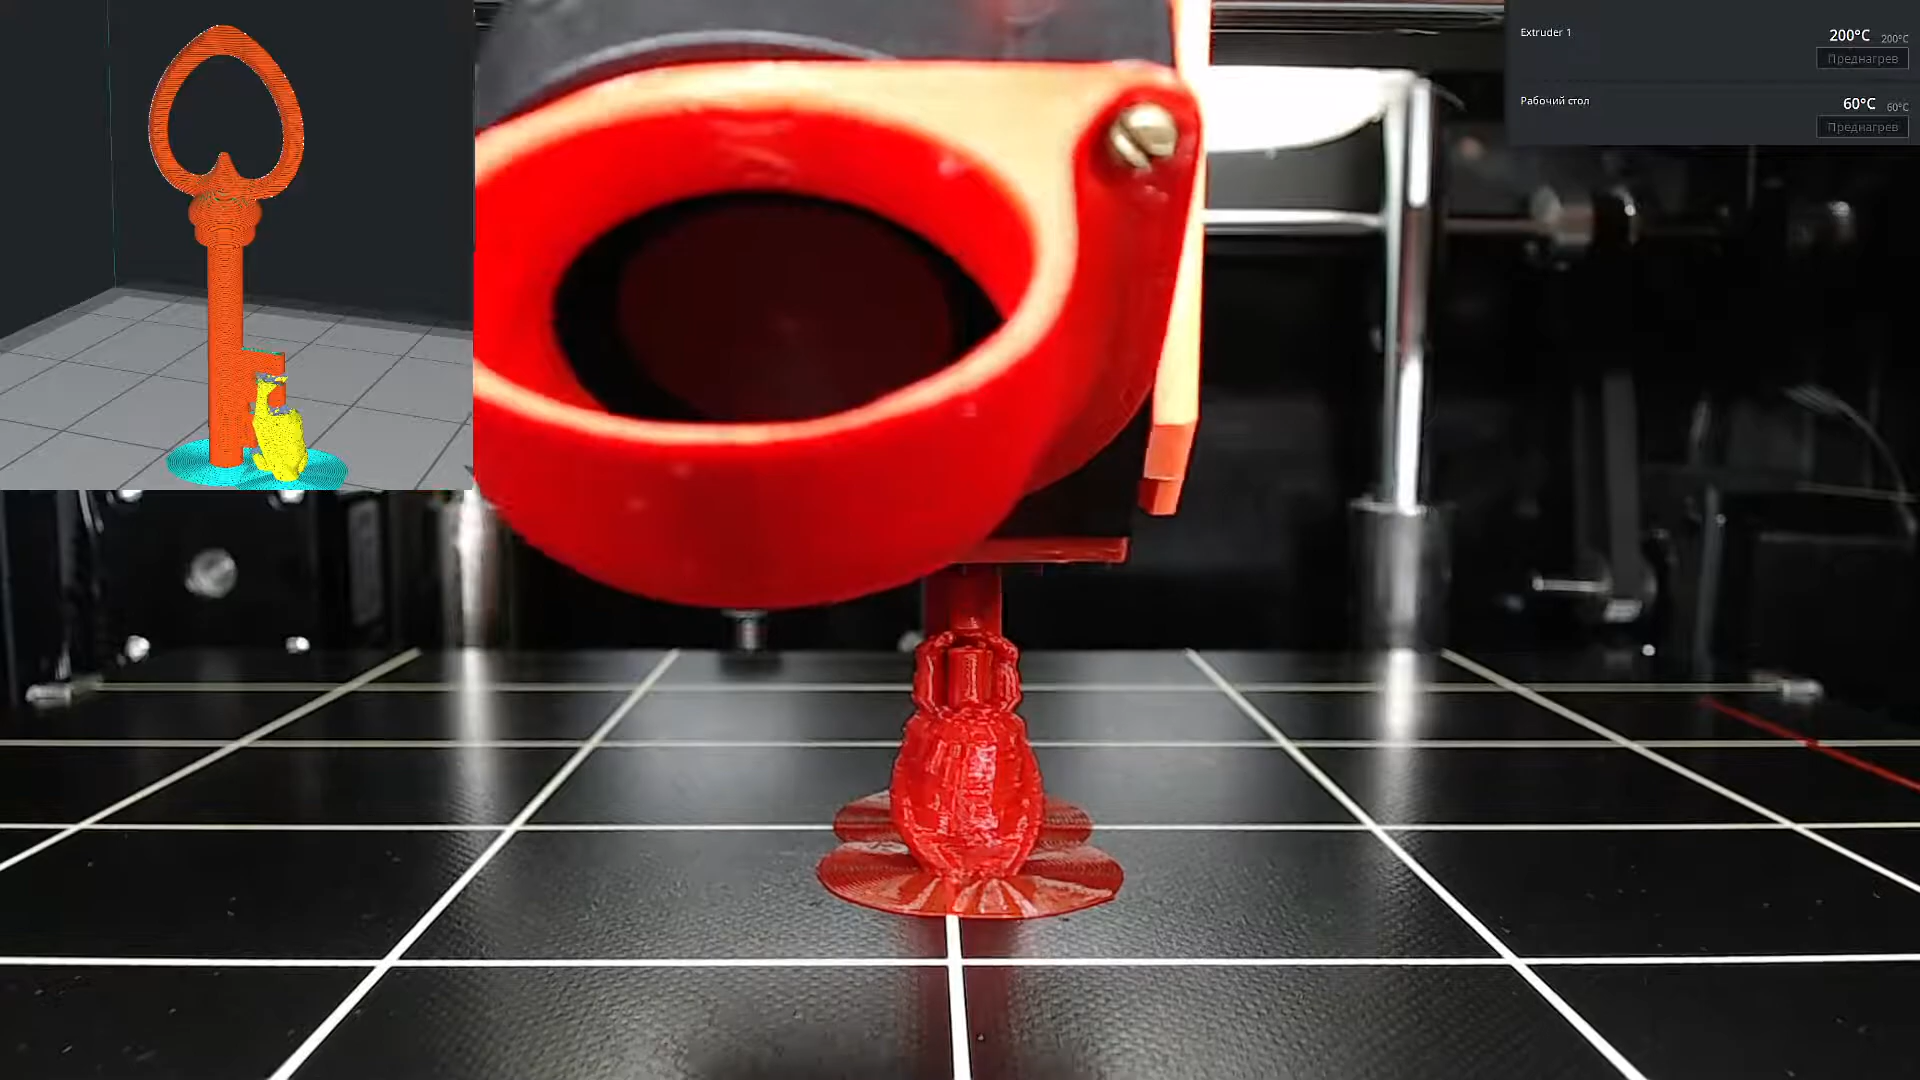 Extruder 1
200°C 200°C
Преднагрев
Рабочий стол
60°C 60°C
Преднагрев